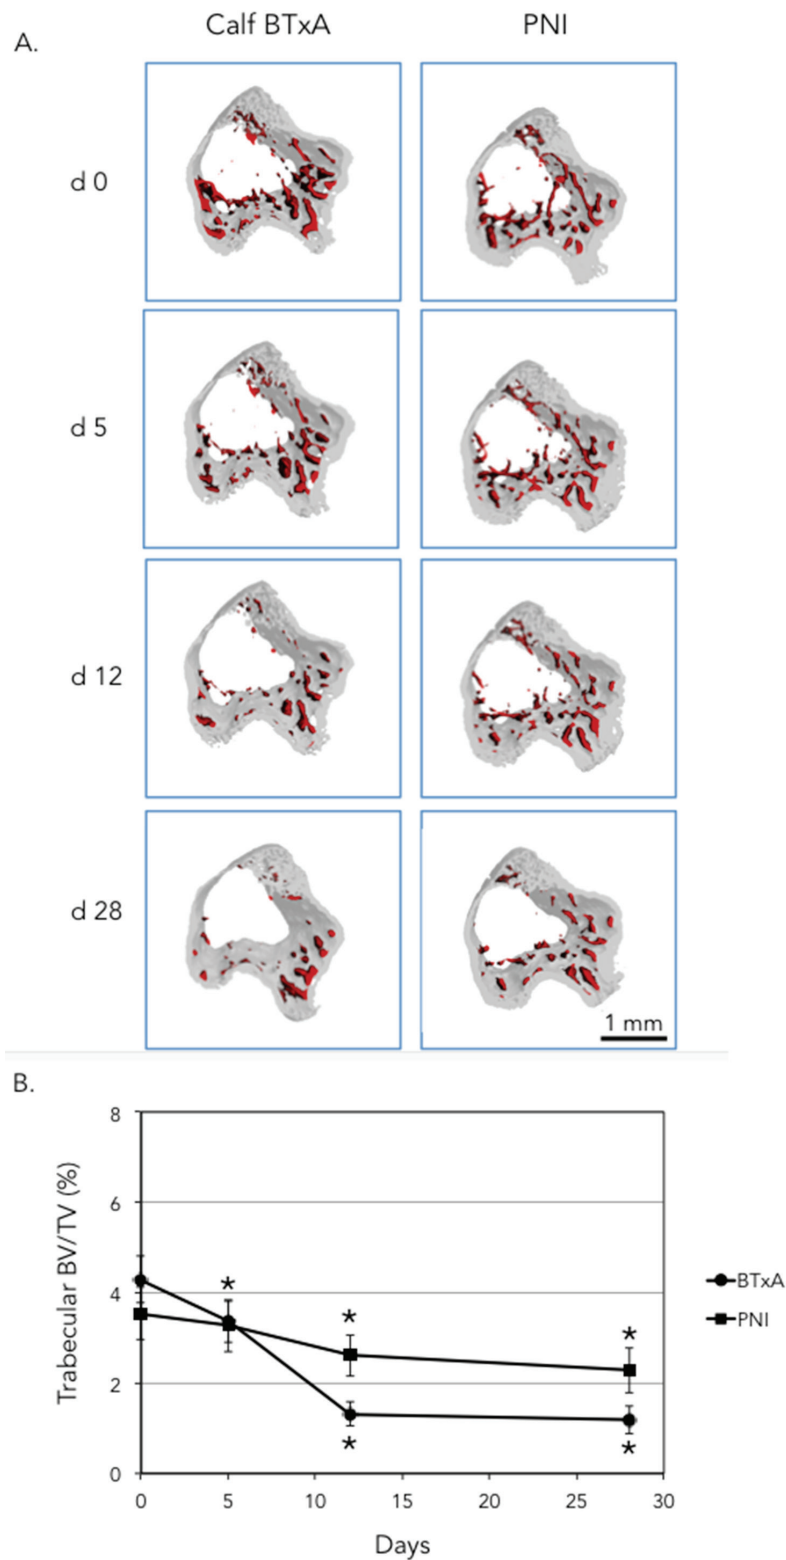 A.
Calf BTxA PNI
d 0
d 5
d 12
d 28
1 mm
B.
8
6
4
2
0
Trabecular BV/TV (%)
* * *
* *
BTxA
PNI
0 5 10 15 20 25 30
Days